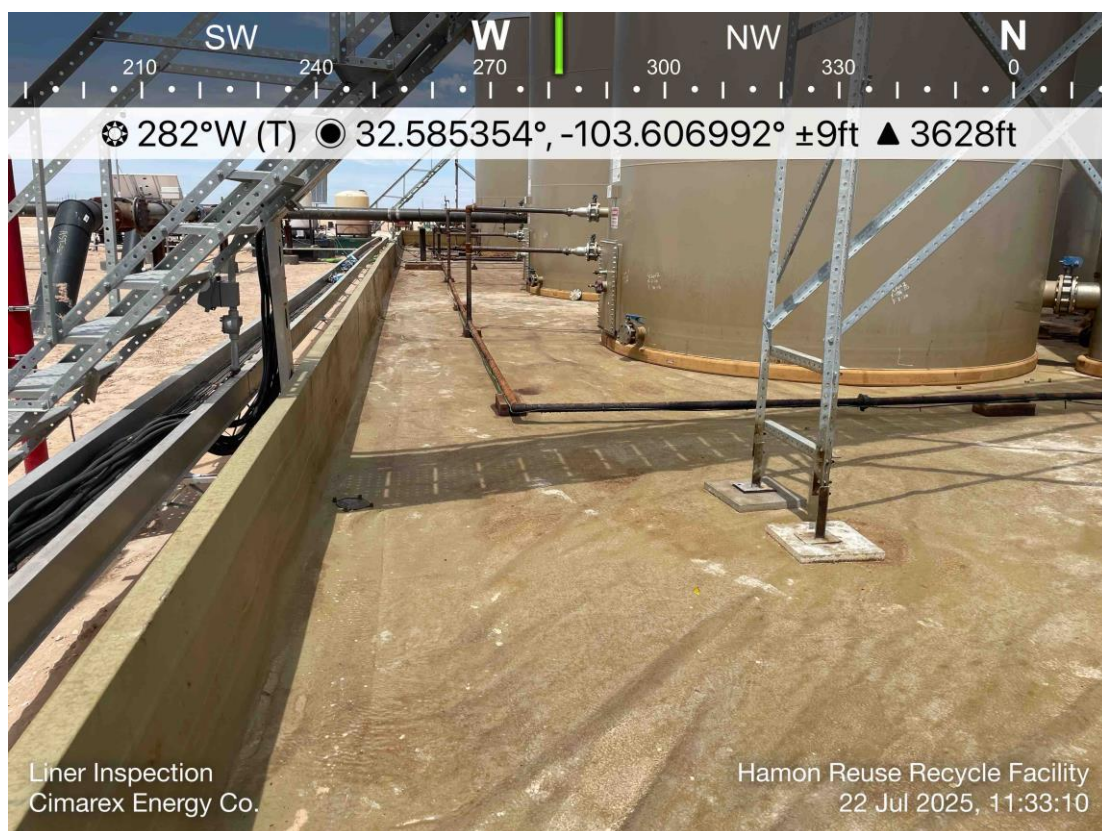 SW W NW N
210 240 270 300 330 0
282°W (T) 32.585354°, -103.606992° ±9ft ▲ 3628ft
Liner Inspection
Cimarex Energy Co.
Hamon Reuse Recycle Facility
22 Jul 2025, 11:33:10